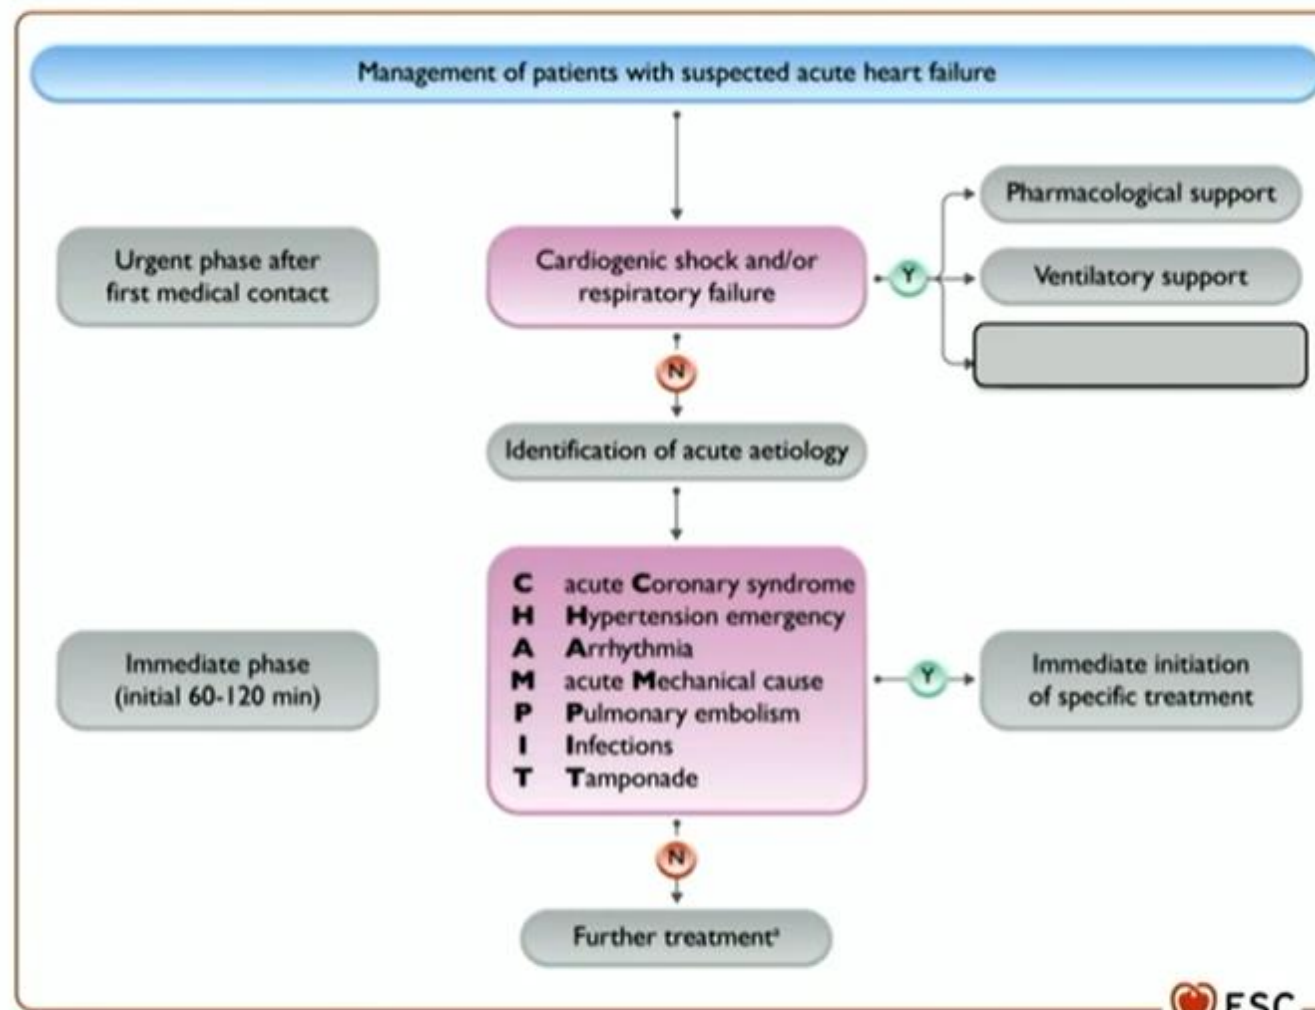 Management of patients with suspected acute heart failure
Pharmacological support
Urgent phase after
first medical contact
Cardiogenic shock and/or
respiratory failure
Y
Ventilatory support
N
Identification of acute aetiology
C acute Coronary syndrome
H Hypertension emergency
A Arrhythmia
M acute Mechanical cause
P Pulmonary embolism
I Infections
T Tamponade
Immediate phase
(initial 60-120 min)
Y
Immediate initiation
of specific treatment
N
Further treatmentᵃ
ESC